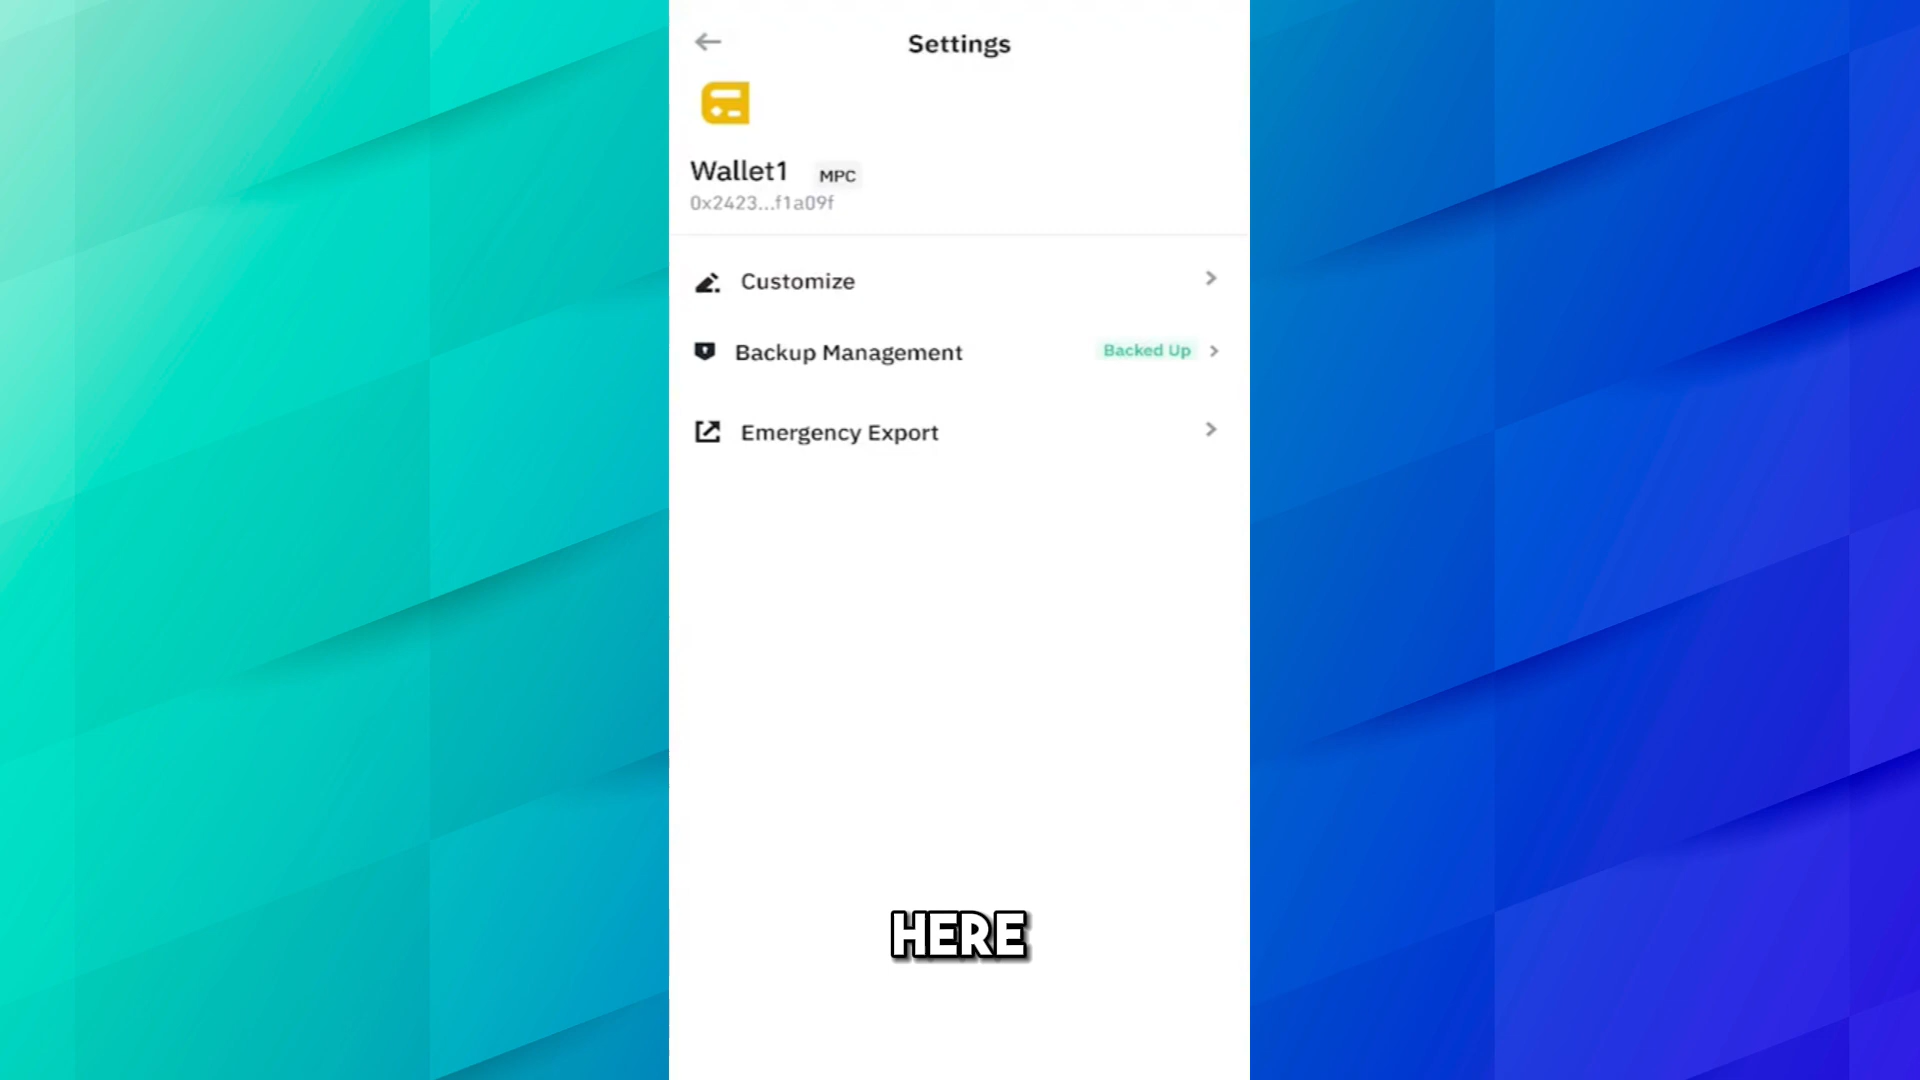 Settings
Wallet1 MPC
0x2423...f1a09f
Customize
Backup Management Backed Up
Emergency Export
HERE